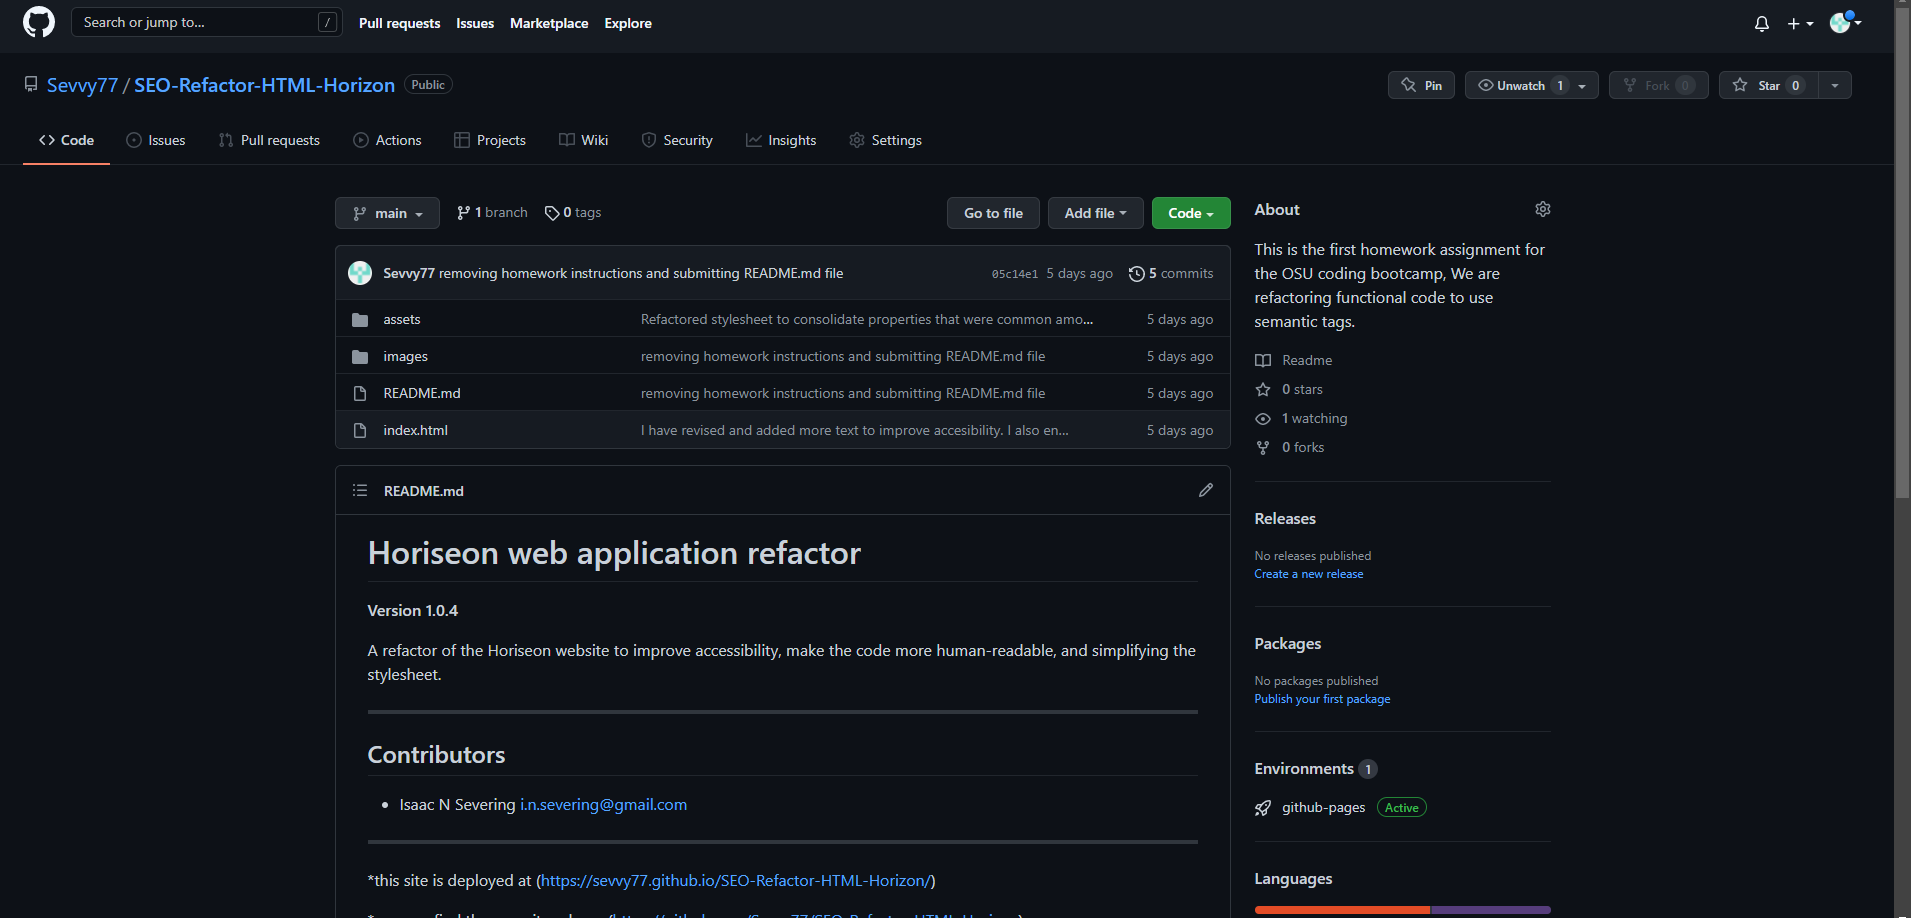 Search or jump to... /
Pull requests Issues Marketplace Explore
Sevvy77 / SEO-Refactor-HTML-Horizon Public
Pin Unwatch 1 Fork 0 Star 0
Code Issues Pull requests Actions Projects Wiki Security Insights Settings
main 1 branch 0 tags Go to file Add file Code
Sevvy77 removing homework instructions and submitting README.md file 05c14e1 5 days ago 5 commits
assets Refactored stylesheet to consolidate properties that were common amo... 5 days ago
images removing homework instructions and submitting README.md file 5 days ago
README.md removing homework instructions and submitting README.md file 5 days ago
index.html I have revised and added more text to improve accesibility. I also en... 5 days ago
README.md
Horiseon web application refactor
Version 1.0.4
A refactor of the Horiseon website to improve accessibility, make the code more human-readable, and simplifying the
stylesheet.
Contributors
Isaac N Severing i.n.severing@gmail.com
*this site is deployed at (https://sevvy77.github.io/SEO-Refactor-HTML-Horizon/)
About
This is the first homework assignment for
the OSU coding bootcamp, We are
refactoring functional code to use
semantic tags.
Readme
0 stars
1 watching
0 forks
Releases
No releases published
Create a new release
Packages
No packages published
Publish your first package
Environments 1
github-pages Active
Languages